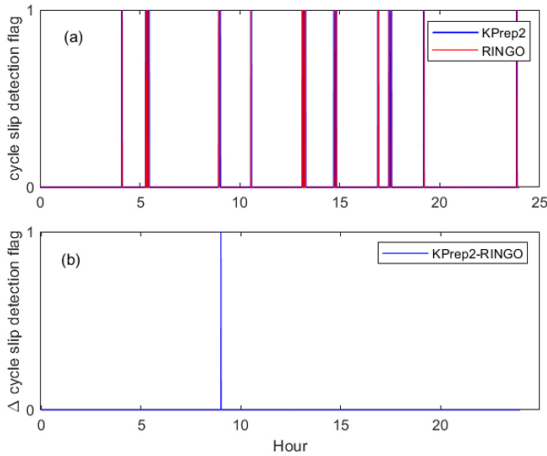 (a)
KPrep2
RINGO
cycle slip detection flag
1
0
0 5 10 15 20 25
(b)
KPrep2-RINGO
Δ cycle slip detection flag
1
0
0 5 10 15 20
Hour